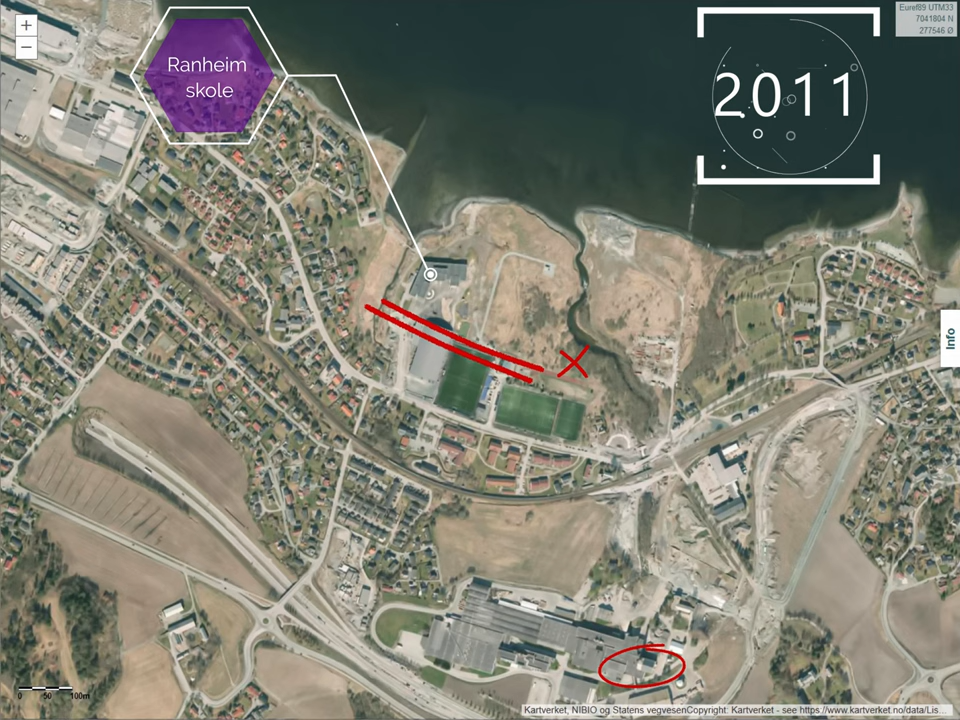 +
−
Ranheim
skole
2011
Euref89 UTM33
7041804 N
277546 Ø
Info
0 50 100m
Kartverket, NIBIO og Statens vegvesenCopyright: Kartverket - see https://www.kartverket.no/data/Lis...